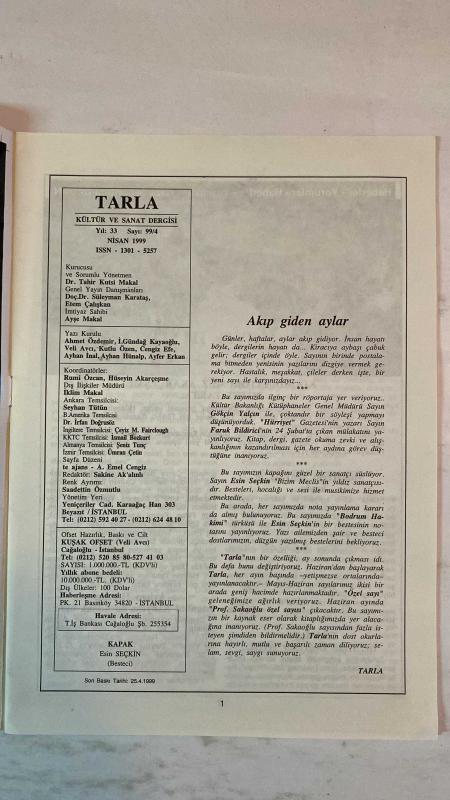 TARLA
KÜLTÜR VE SANAT DERGİSİ
Yıl: 33 Sayı: 99/4
NİSAN 1999
ISSN - 1301 - 5257
Kurucusu
ve Sorumlu Yönetmen
Dr. Tahir Kutsi Makal
Genel Yayın Danışmanları
Doç.Dr. Süleyman Karataş,
Etem Çalışkan
İmtiyaz Sahibi
Ayşe Makal
Yazı Kurulu
Ahmet Özdemir, İ.Gündağ Kayaoğlu,
Veli Avcı, Kutlu Özen, Cengiz Efe,
Ayhan İnal, Ayhan Hünalp, Ayfer Erkan
Koordinatörler:
Rumi Özcan, Hüseyin Akarçeşme
Dış İlişkiler Müdürü
İklim Makal
Ankara Temsilcisi:
Seyhan Tütün
B.Amerika Temsilcisi
Dr. İrfan Doğrusöz
İngiltere Temsilcisi: Çeyiz M. Fairclough
KKTC Temsilcisi: İsmail Bozkurt
Almanya Temsilcisi: Şeniz Tunç
İzmir Temsilcisi: Ümran Çetin
Sayfa Düzeni
te ajans - A. Emel Cengiz
Redaktör: Sakine Ak'alınlı
Renk Ayrımı:
Saadettin Özmutlu
Yönetim Yeri
Yeniçeriler Cad. Karaağaç Han 303
Beyazıt / İSTANBUL
Tel: (0212) 592 40 27 - (0212) 624 48 10
Ofset Hazırlık, Baskı ve Cilt
KUŞAK OFSET (Veli Avcı)
Cağaloğlu - İstanbul
Tel: (0212) 520 85 80-527 41 03
SAYISI: 1.000.000.-TL (KDV'li)
Yıllık abone bedeli:
10.000.000.-TL. (KDV'li)
Dış Ülkeler: 100 Dolar
Haberleşme Adresi:
PK. 21 Basınköy 34820 - İSTANBUL
Havale Adresi:
T.İş Bankası Cağaloğlu Şb. 255354
KAPAK
Esin SEÇKİN
(Besteci)
Son Baskı Tarihi: 25.4.1999
Akıp giden aylar
Günler, haftalar, aylar akıp gidiyor. İnsan hayatı
böyle, dergilerin hayatı da... Kiracıya aybaşı çabuk
gelir; dergiler içinde öyle. Sayının birinde postala-
ma bitmeden yenisinin yazılarını dizgiye vermek ge-
rekiyor. Hastalık, meşakkat, çileler derken işte, bir
yeni sayı ile karşınızdayız...
***
Bu sayımızda ilginç bir röportaja yer veriyoruz..
Kültür Bakanlığı Kütüphaneler Genel Müdürü Sayın
Gökçin Yalçın ile, çoktandır bir söyleşi yapmayı
düşünüyorduk. "Hürriyet" Gazetesi'nin yazarı Sayın
Faruk Bildirici'nin 24 Şubat'ta çıkan mülakatını ya-
yınlıyoruz. Kitap, dergi, gazete okuma zevki ve alış-
kanlığının kazandırılması için her aydına görev düş-
tüğüne inanıyoruz.
***
Bu sayımızın kapağını güzel bir sanatçı süslüyor.
Sayın Esin Seçkin "Bizim Meclis"in yıldız sanatçısı-
dır. Besteleri, hocalığı ve sesi ile musikimize hizmet
etmektedir.
Bu arada, her sayımızda nota yayınlama kararı
da almış bulunuyoruz. Bu sayımızda "Bodrum Ha-
kimi" türküsü ile Esin Seçkin'in bir bestesinin no-
tasını yayınlıyoruz. Yazı ailemizden şair ve besteci
dostlarımızın, düzgün yazılmış bestelerini bekliyoruz.
***
"Tarla"nın bir özelliği, ay sonunda çıkması idi.
Bu defa bunu değiştiriyoruz. Haziran'dan başlayarak
Tarla, her ayın başında –yetişmezse ortalarında–
yayınlanacaktır.– Mayıs-Haziran sayılarımız ikisi bir
arada geniş hacimde hazırlanmaktadır. "Özel sayı"
geleneğimize ağırlık veriyoruz. Haziran ayında
"Prof. Sakaoğlu özel sayısı" çıkacaktır. Bu sayımı-
zın bir kaynak eser olarak kitaplığımızda yer alaca-
ğına inanıyoruz. (Prof. Sakaoğlu sayısından fazla is-
teyen şimdiden bildirmelidir.) Tarla'nın dost okurla-
rına hayırlı, mutlu ve başarılı zaman diliyoruz; se-
lam, sevgi, saygı sunuyoruz.
TARLA
1